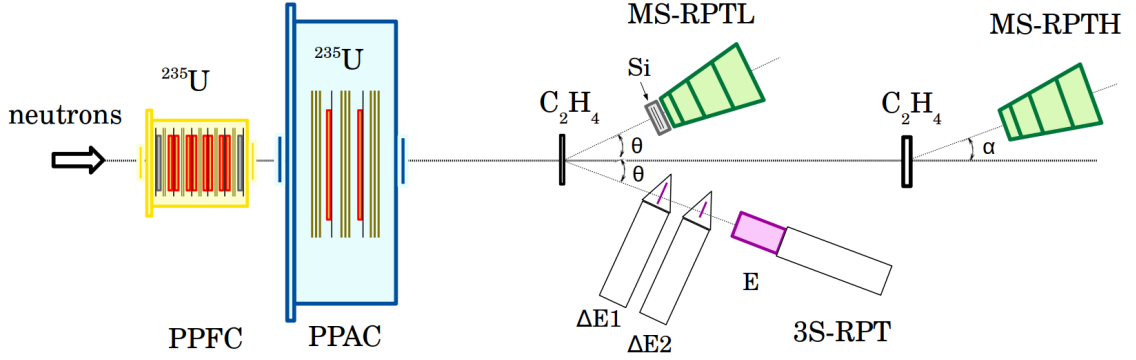 neutrons
²³⁵U
PPFC
²³⁵U
PPAC
C₂H₄
θ
θ
Si
MS-RPTL
ΔE1
ΔE2
E
3S-RPT
C₂H₄
α
MS-RPTH